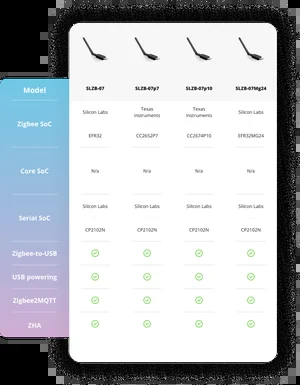 Model SLZB-07 SLZB-07p7 SLZB-07p10 SLZB-07Mg24
Zigbee SoC
Silicon Labs
Texas
instruments
Texas
instruments
Silicon Labs
EFR32 CC2652P7 CC2674P10 EFR32MG24
Core SoC N/a N/a N/a N/a
Serial SoC
Silicon Labs Silicon Labs Silicon Labs Silicon Labs
CP2102N CP2102N CP2102N CP2102N
Zigbee-to-USB
USB powering
Zigbee2MQTT
ZHA